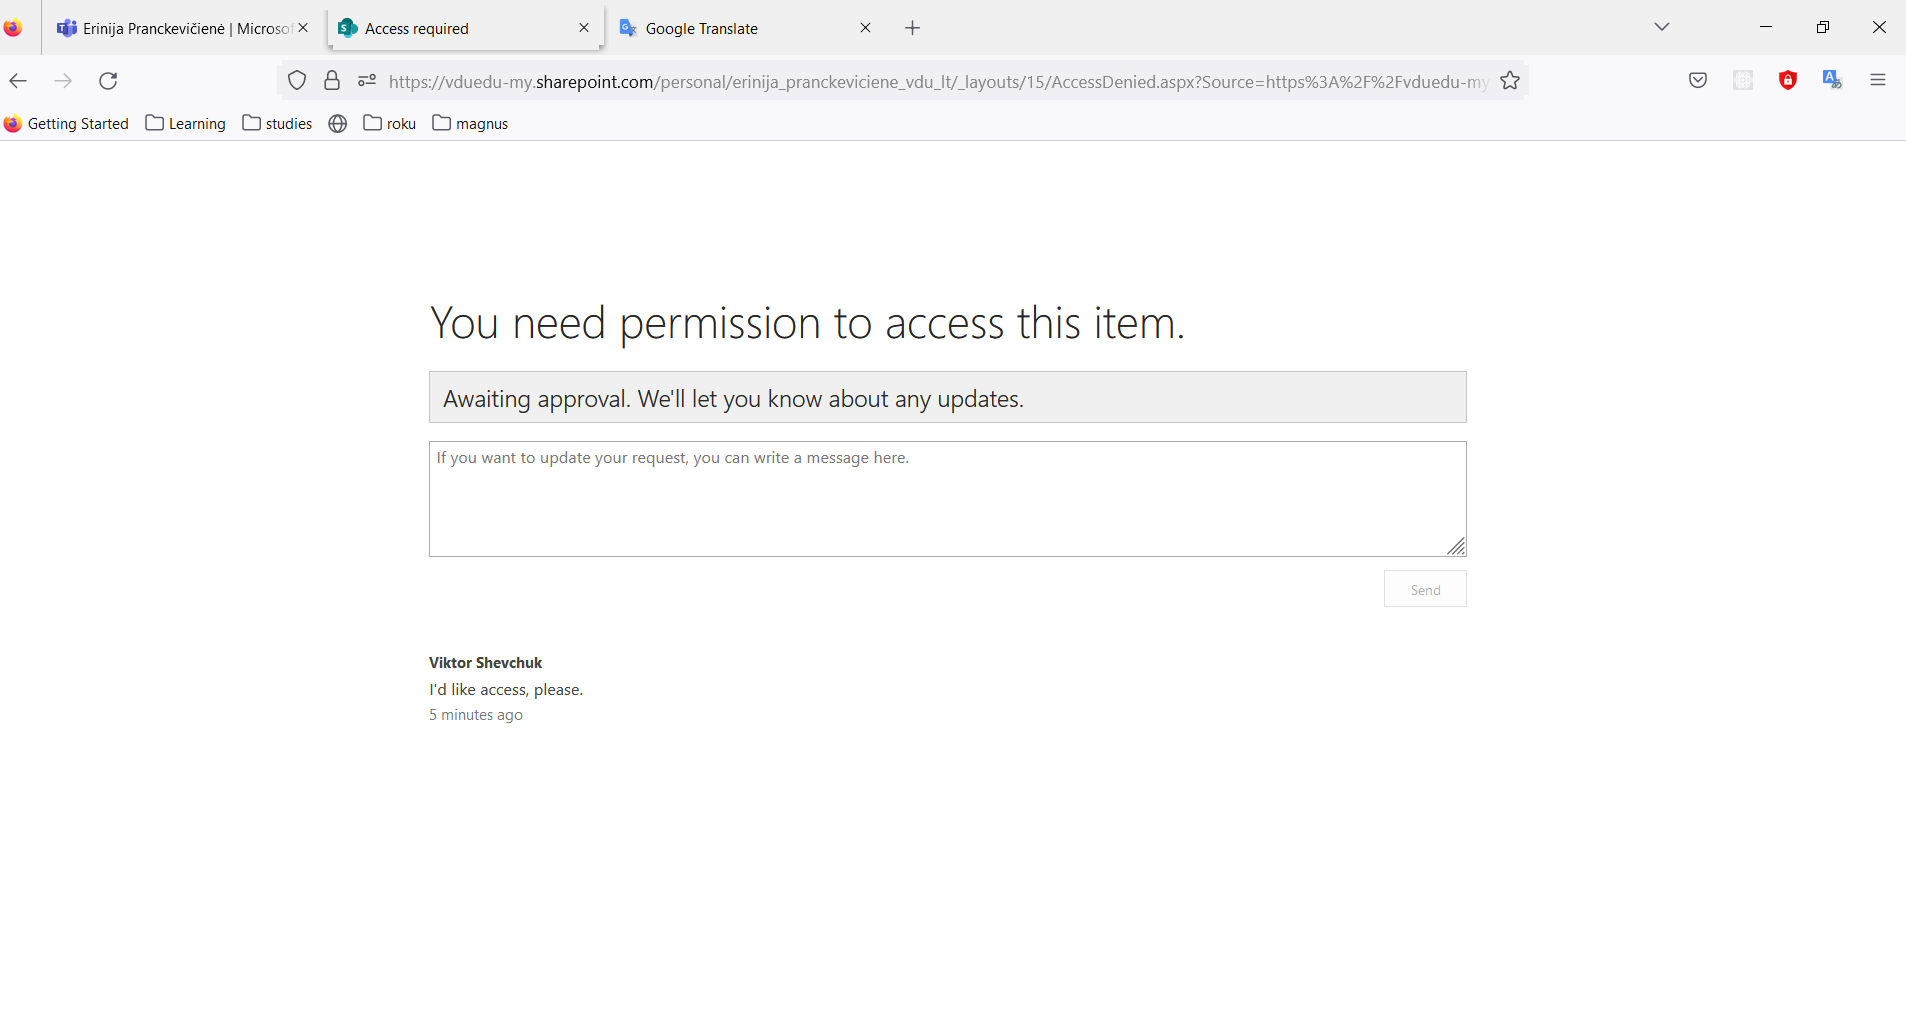 Erinija Pranckevičienė | Microsof
Access required
Google Translate
https://vduedu-my.sharepoint.com/personal/erinija_pranckeviciene_vdu_lt/_layouts/15/AccessDenied.aspx?Source=https%3A%2F%2Fvduedu-my
Getting Started
Learning
studies
roku
magnus
You need permission to access this item.
Awaiting approval. We'll let you know about any updates.
If you want to update your request, you can write a message here.
Send
Viktor Shevchuk
I'd like access, please.
5 minutes ago